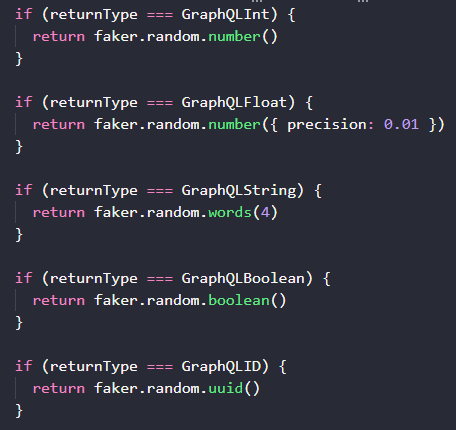 if (returnType === GraphQLInt) {
  return faker.random.number()
}

if (returnType === GraphQLFloat) {
  return faker.random.number({ precision: 0.01 })
}

if (returnType === GraphQLString) {
  return faker.random.words(4)
}

if (returnType === GraphQLBoolean) {
  return faker.random.boolean()
}

if (returnType === GraphQLID) {
  return faker.random.uuid()
}